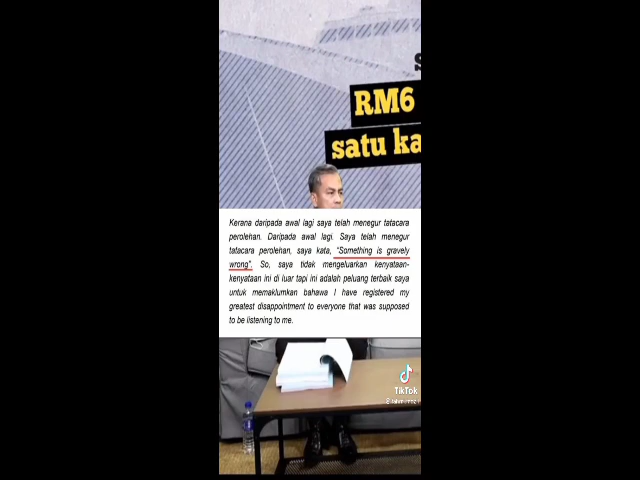 RM6
satu ka
Kerana daripada awal lagi saya telah menegur tatacara
perolehan. Daripada awal lagi. Saya telah menegur
tatacara perolehan, saya kata, “Something is gravely
wrong”. So, saya tidak mengeluarkan kenyataan-
kenyataan ini di luar tapi ini adalah peluang terbaik saya
untuk memaklumkan bahawa I have registered my
greatest disappointment to everyone that was supposed
to be listening to me.
TikTok